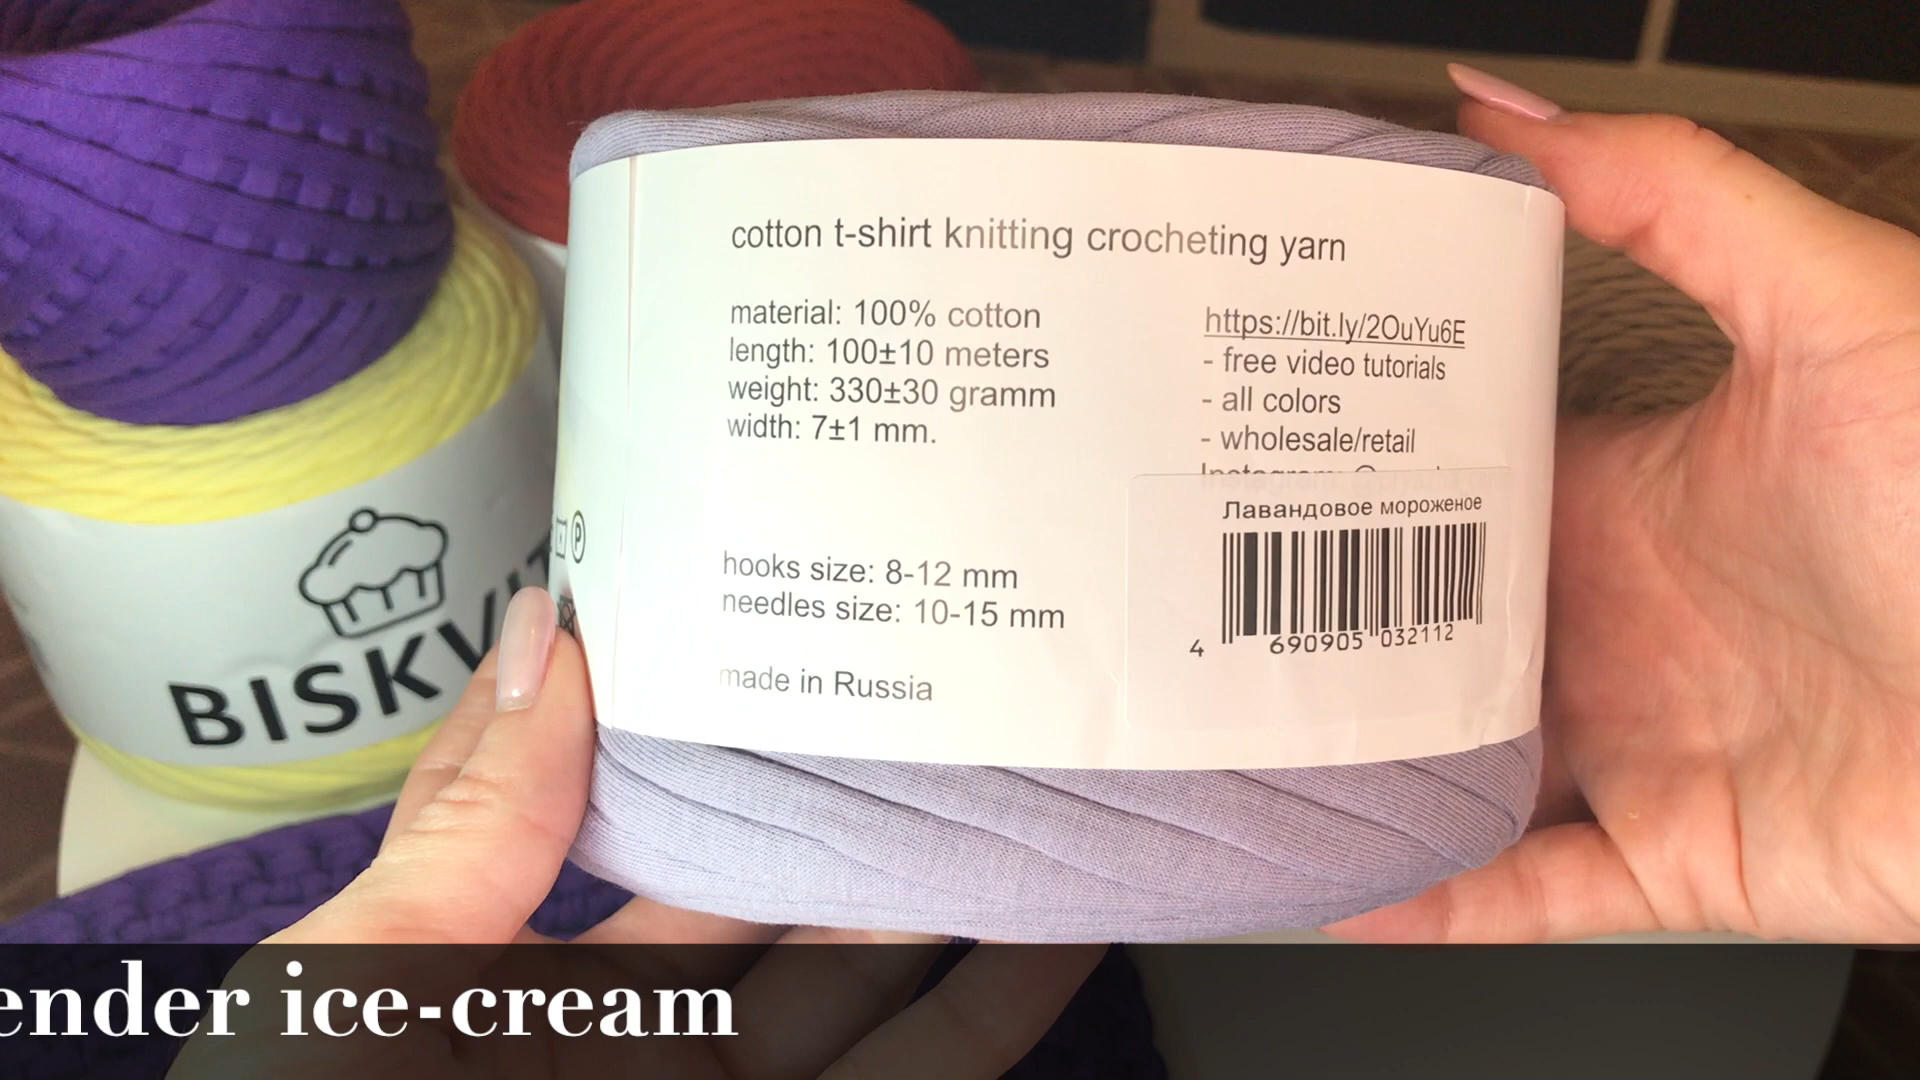 cotton t-shirt knitting crocheting yarn
material: 100% cotton
length: 100±10 meters
weight: 330±30 gramm
width: 7±1 mm.
hooks size: 8-12 mm
needles size: 10-15 mm
made in Russia
https://bit.ly/2OuYu6E
- free video tutorials
- all colors
- wholesale/retail
Лавандовое мороженое
4 690905 032112
BISKVIT
ender ice-cream